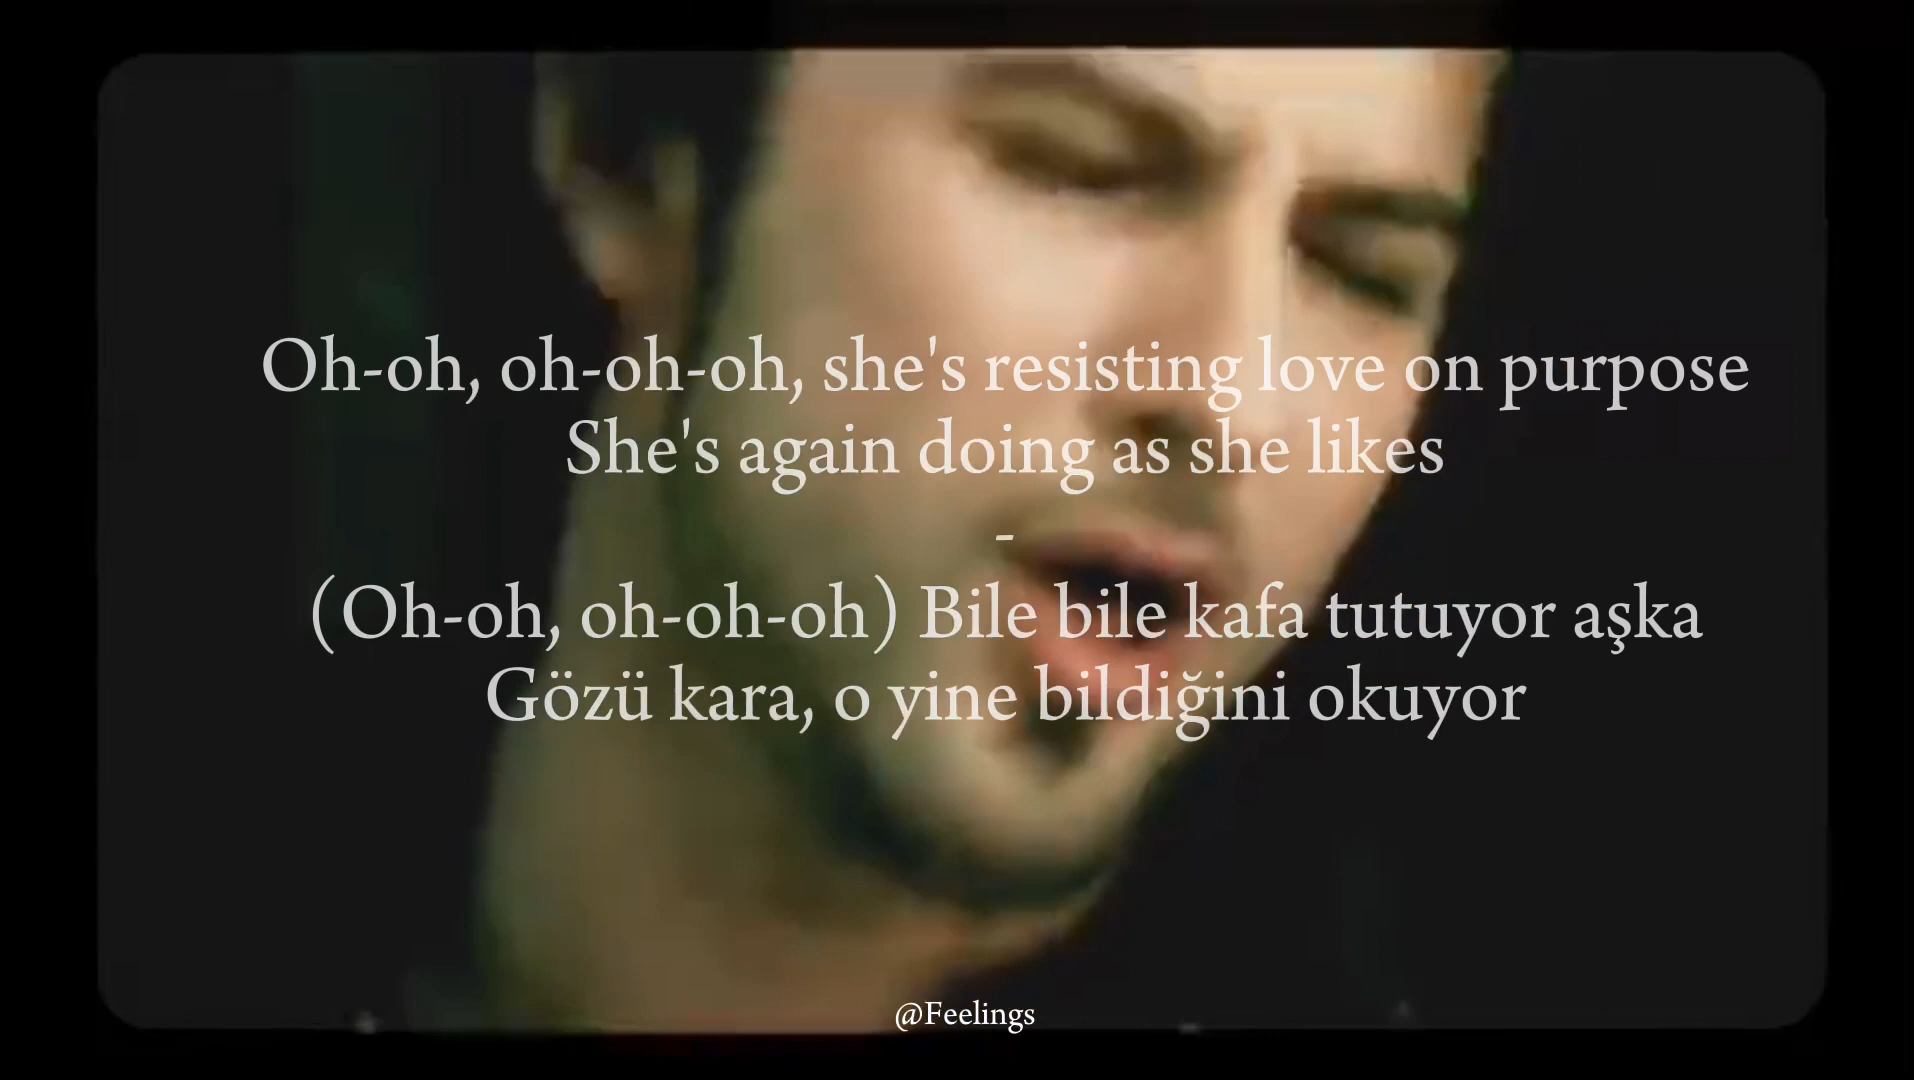 Oh-oh, oh-oh-oh, she's resisting love on purpose
She's again doing as she likes
-
(Oh-oh, oh-oh-oh) Bile bile kafa tutuyor aşka
Gözü kara, o yine bildiğini okuyor
@Feelings